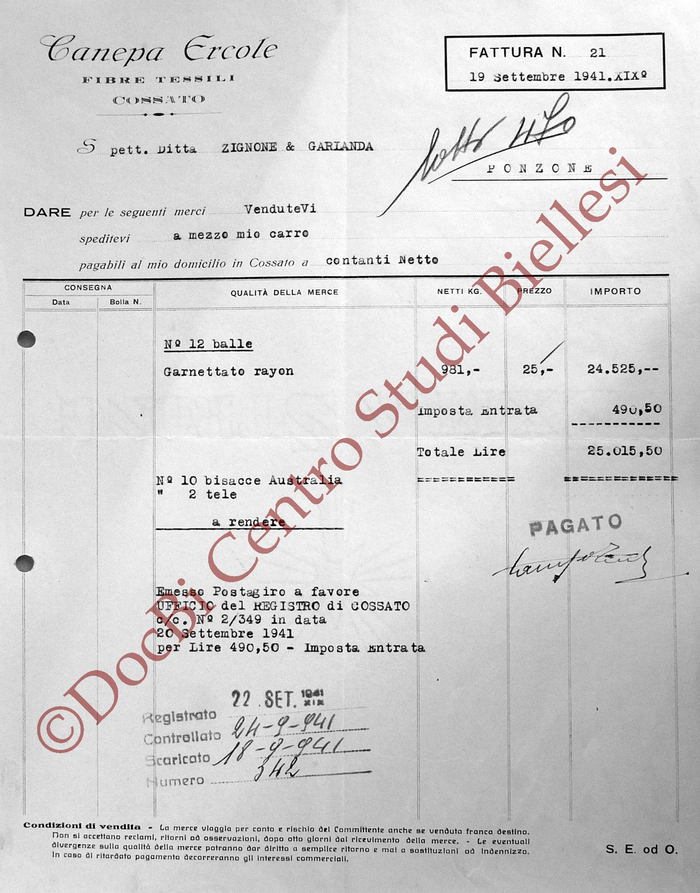 Canepa Ercole
FIBRE TESSILI
COSSATO
FATTURA N. 21
19 Settembre 1941.XIXº
S pett. Ditta ZIGNONE & GARLANDA
lotto 470
PONZONE
DARE per le seguenti merci VenduteVi
speditevi a mezzo mio carro
pagabili al mio domicilio in Cossato a contanti Netto
CONSEGNA
Data Bolla N. QUALITÀ DELLA MERCE NETTI KG. PREZZO IMPORTO
Nº 12 balle
Garnettato rayon 981,- 25,- 24.525,--
Imposta Entrata 490,50
Totale Lire 25.015,50
Nº 10 bisacce Australia
" 2 tele
a rendere
PAGATO
Emesso Postagiro a favore
UFFICIO del REGISTRO di COSSATO
c/c. Nº 2/349 in data
20 Settembre 1941
per Lire 490,50 - Imposta Entrata
Registrato 22 SET. 1941 XIX
Controllato 24-9-941
Scaricato 18-9-941
Numero 342
Condizioni di vendita - La merce viaggia per conto e rischio del Committente anche se venduta franca destino.
Non si accettano reclami, ritorni od osservazioni, dopo otto giorni dal ricevimento della merce. - Le eventuali
divergenze sulla qualità della merce potranno dar diritto a semplice ritorno e mai a sostituzioni od indennizzo.
In caso di ritardato pagamento decorreranno gli interessi commerciali.
S. E. od O.
©DocBi Centro Studi Biellesi